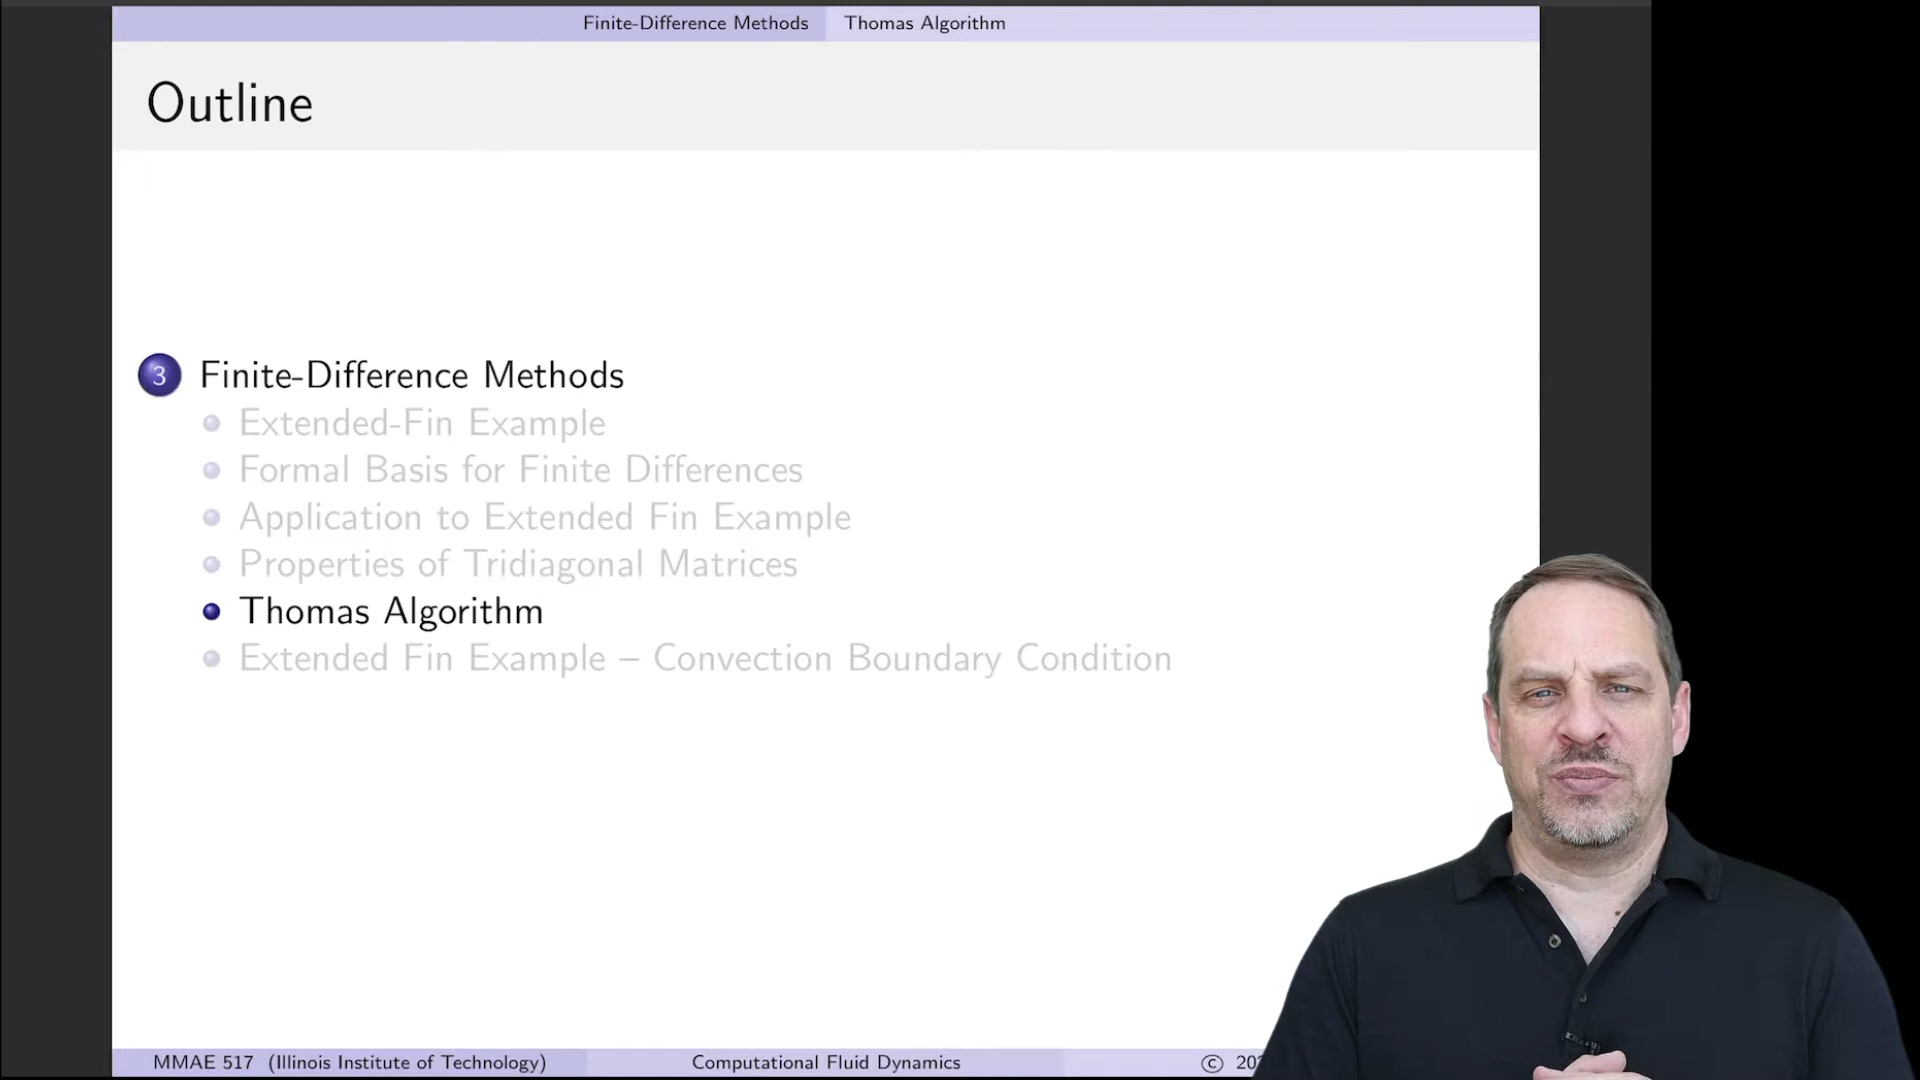 Finite-Difference Methods Thomas Algorithm
Outline
3 Finite-Difference Methods
Extended-Fin Example
Formal Basis for Finite Differences
Application to Extended Fin Example
Properties of Tridiagonal Matrices
Thomas Algorithm
Extended Fin Example – Convection Boundary Condition
MMAE 517 (Illinois Institute of Technology) Computational Fluid Dynamics ©